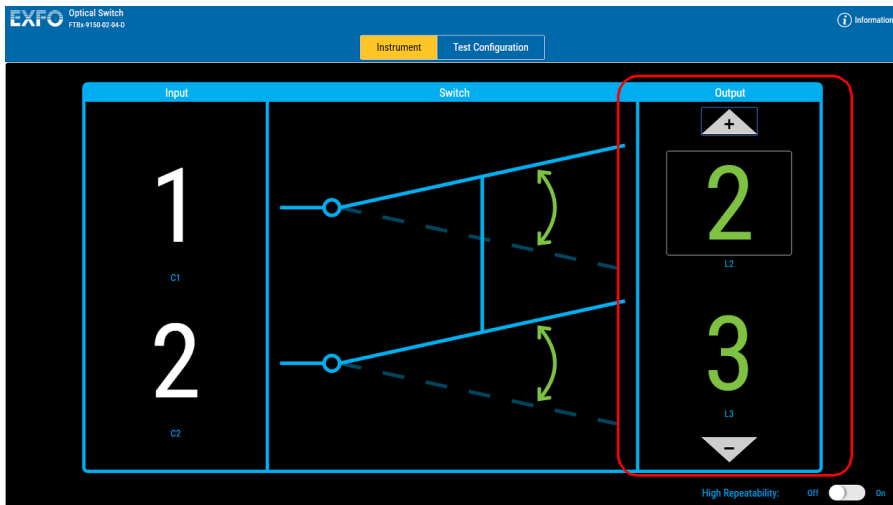 EXFO
Optical Switch
FTBx-9150-02-04-D
Information
Instrument
Test Configuration
Input
Switch
Output
+
1
C1
2
L2
2
C2
3
L3
-
High Repeatability:
Off
On